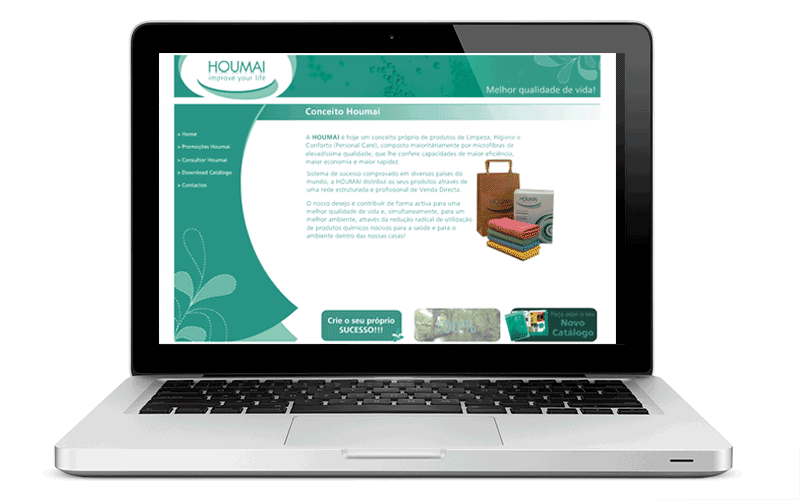 HOUMAI
improve your life
Melhor qualidade de vida!
Conceito Houmai
> Home
> Promoções Houmai
> Consultor Houmai
> Download Catálogo
> Contactos
A HOUMAI é hoje um conceito próprio de produtos de Limpeza, Higiene e
Conforto (Personal Care), composto maioritáriamente por microfibras de
elevadíssima qualidade, que lhe confere capacidades de maior eficiência,
maior economia e maior rapidez.
Sistema de sucesso comprovado em diversos países do
mundo, a HOUMAI distribui os seus produtos através de
uma rede estruturada e profissional de Venda Directa.
O nosso desejo é contribuir de forma activa para uma
melhor qualidade de vida e, simultaneamente, para um
melhor ambiente, através da redução radical de utilização
de produtos químicos nocivos para a saúde e para o
ambiente dentro das nossas casas!
HOUMAI
HOUMAI
Crie o seu próprio
SUCESSO!!!
Peça aqui o seu
Novo
Catálogo